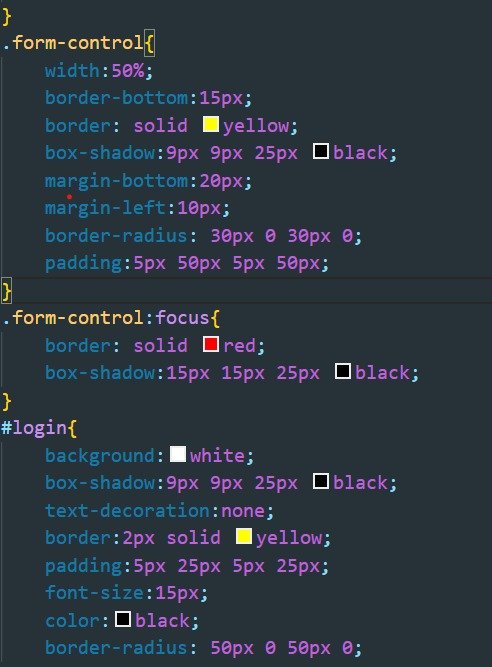 }
.form-control{
width:50%;
border-bottom:15px;
border: solid yellow;
box-shadow:9px 9px 25px black;
margin-bottom:20px;
margin-left:10px;
border-radius: 30px 0 30px 0;
padding:5px 50px 5px 50px;
}
.form-control:focus{
border: solid red;
box-shadow:15px 15px 25px black;
}
#login{
background:white;
box-shadow:9px 9px 25px black;
text-decoration:none;
border:2px solid yellow;
padding:5px 25px 5px 25px;
font-size:15px;
color:black;
border-radius: 50px 0 50px 0;